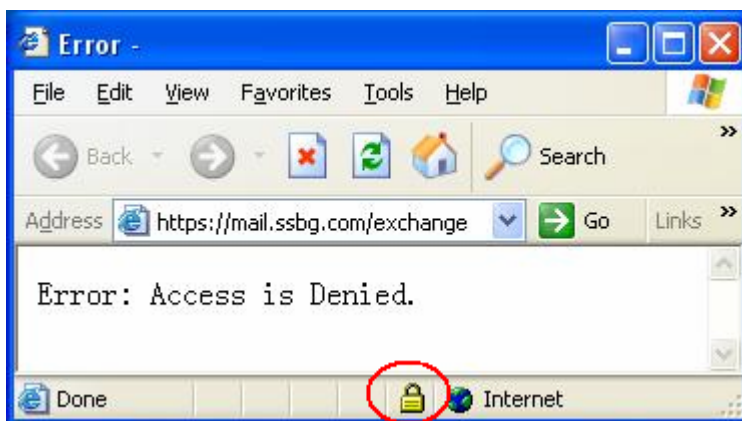 Error -
File Edit View Favorites Tools Help
Back Search »
Address https://mail.ssbg.com/exchange Go Links »
Error: Access is Denied.
Done Internet